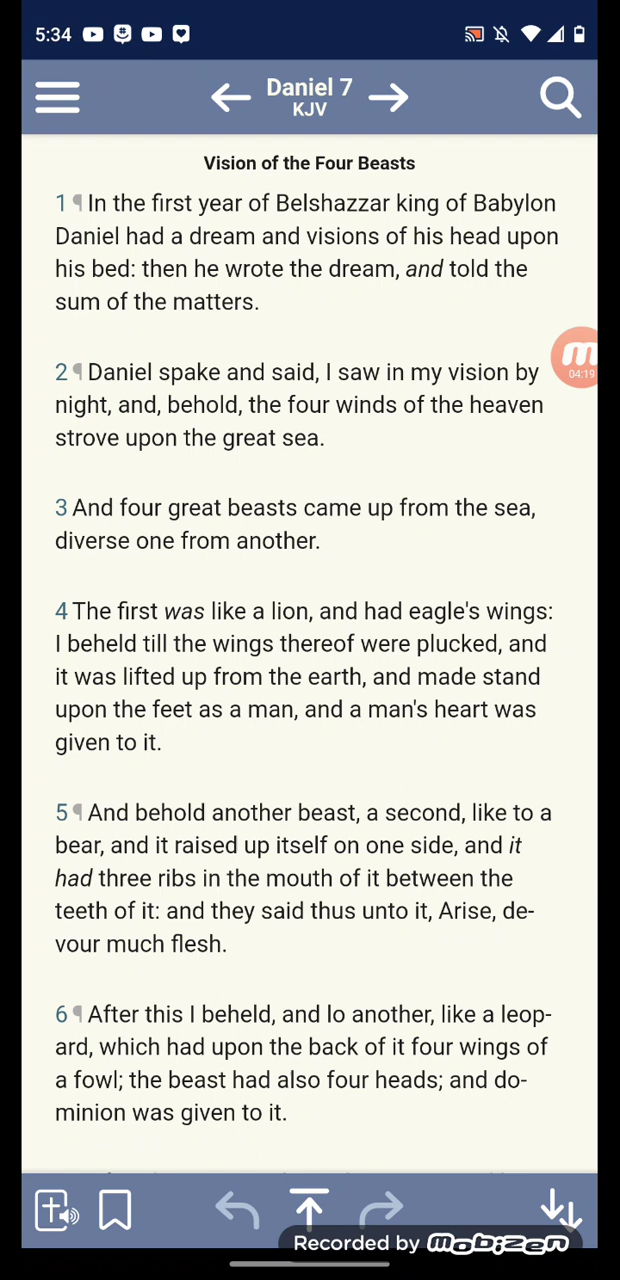 5:34
Daniel 7
KJV
Vision of the Four Beasts
1 ¶ In the first year of Belshazzar king of Babylon
Daniel had a dream and visions of his head upon
his bed: then he wrote the dream, and told the
sum of the matters.
04:19
2 ¶ Daniel spake and said, I saw in my vision by
night, and, behold, the four winds of the heaven
strove upon the great sea.
3 And four great beasts came up from the sea,
diverse one from another.
4 The first was like a lion, and had eagle's wings:
I beheld till the wings thereof were plucked, and
it was lifted up from the earth, and made stand
upon the feet as a man, and a man's heart was
given to it.
5 ¶ And behold another beast, a second, like to a
bear, and it raised up itself on one side, and it
had three ribs in the mouth of it between the
teeth of it: and they said thus unto it, Arise, de-
vour much flesh.
6 ¶ After this I beheld, and lo another, like a leop-
ard, which had upon the back of it four wings of
a fowl; the beast had also four heads; and do-
minion was given to it.
Recorded by mobizen